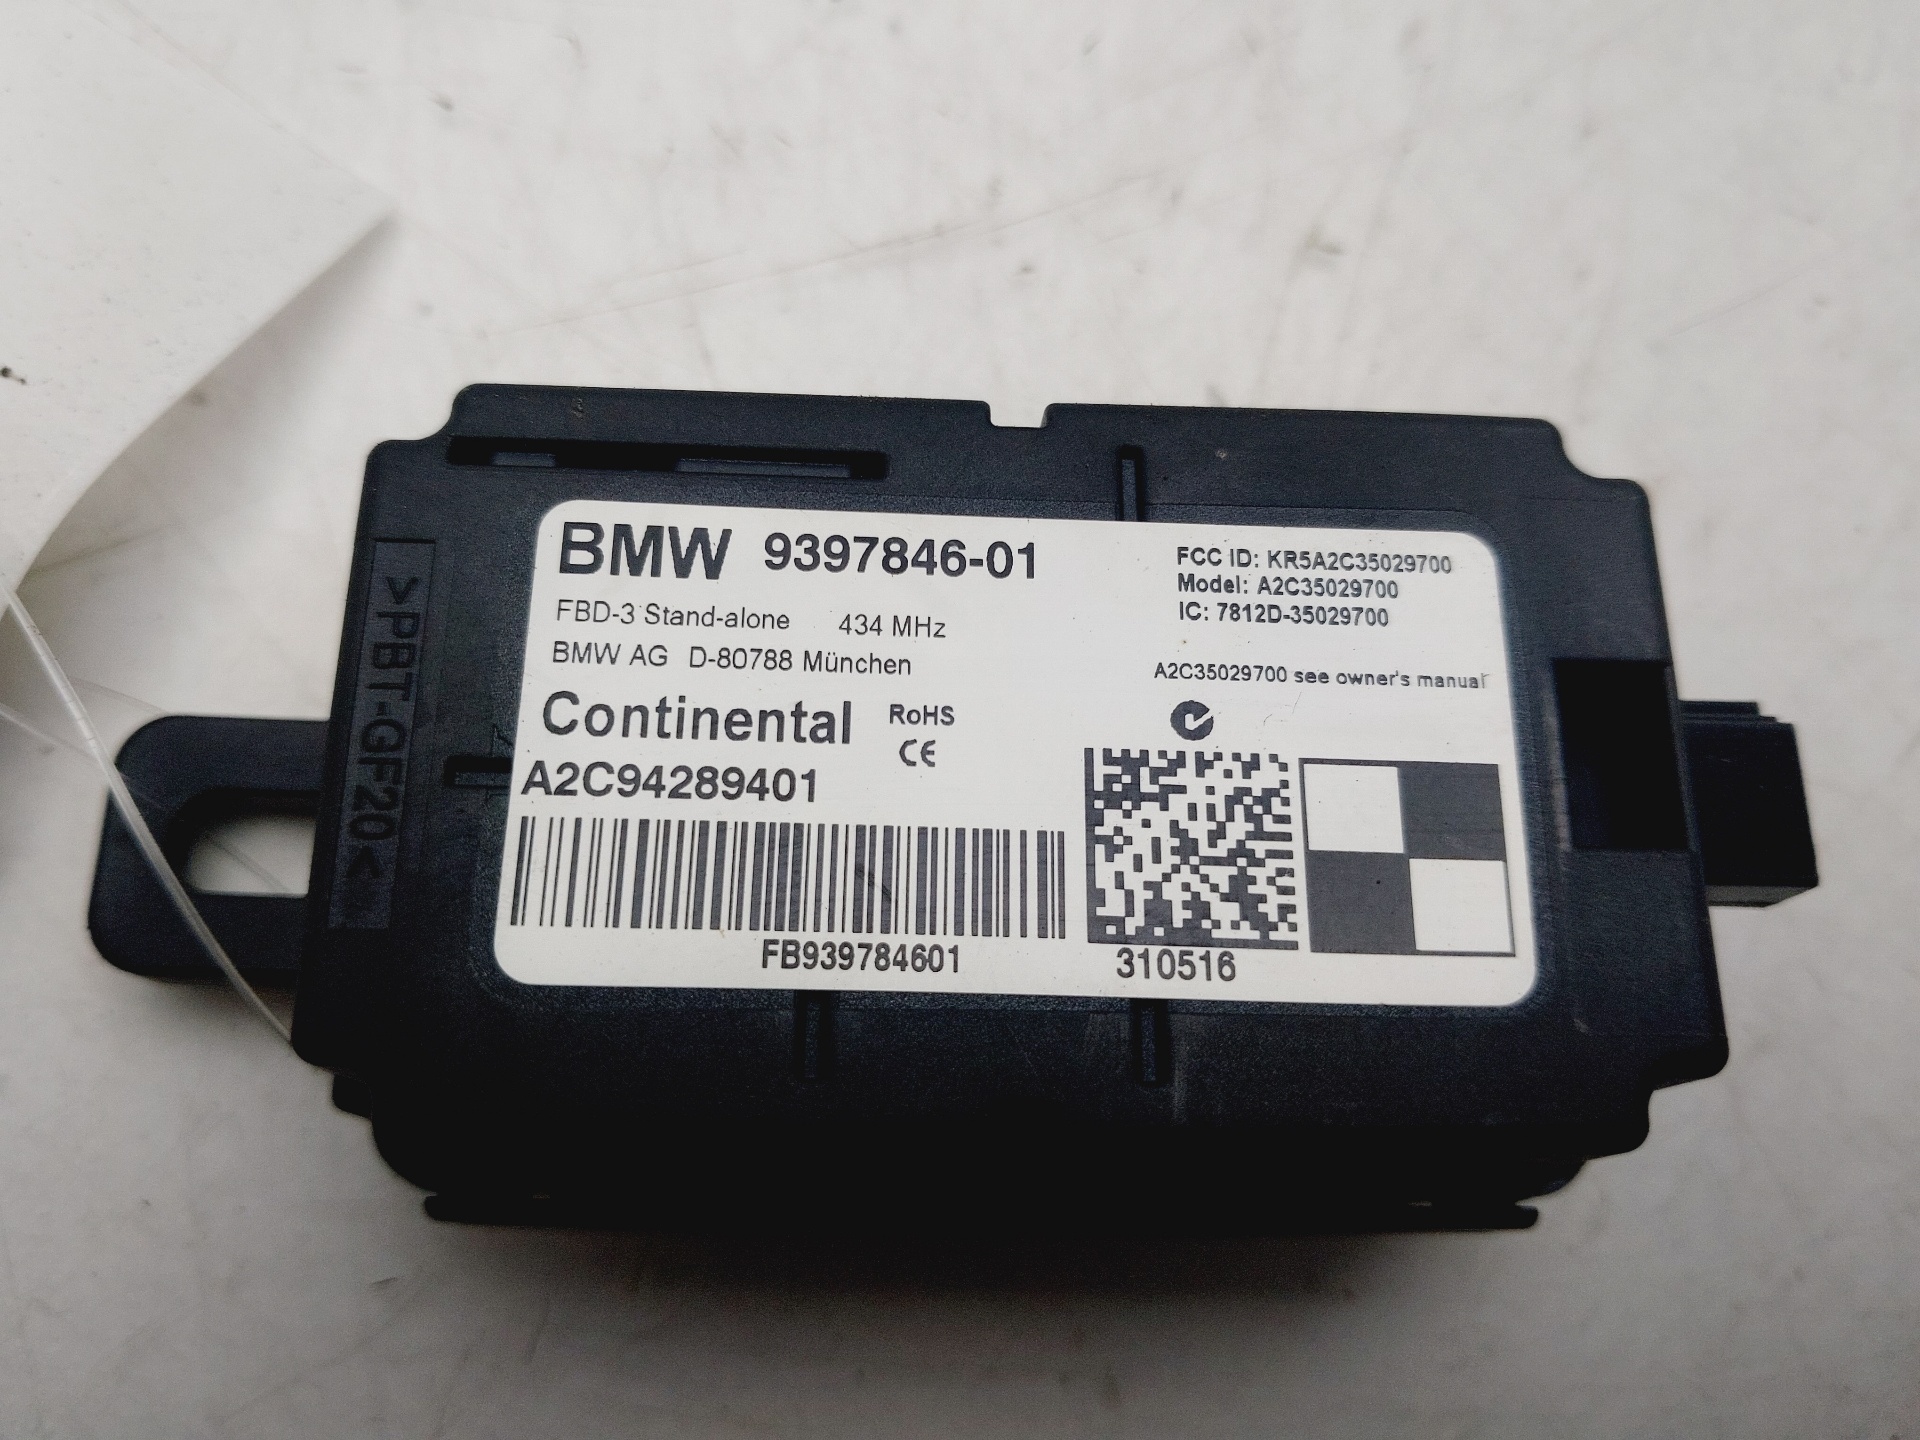 BMW 9397846-01
FBD-3 Stand-alone 434 MHz
BMW AG D-80788 München
Continental RoHS
CE
A2C94289401
FB939784601
FCC ID: KR5A2C35029700
Model: A2C35029700
IC: 7812D-35029700
A2C35029700 see owner's manual
310516
>PBT-GF20<